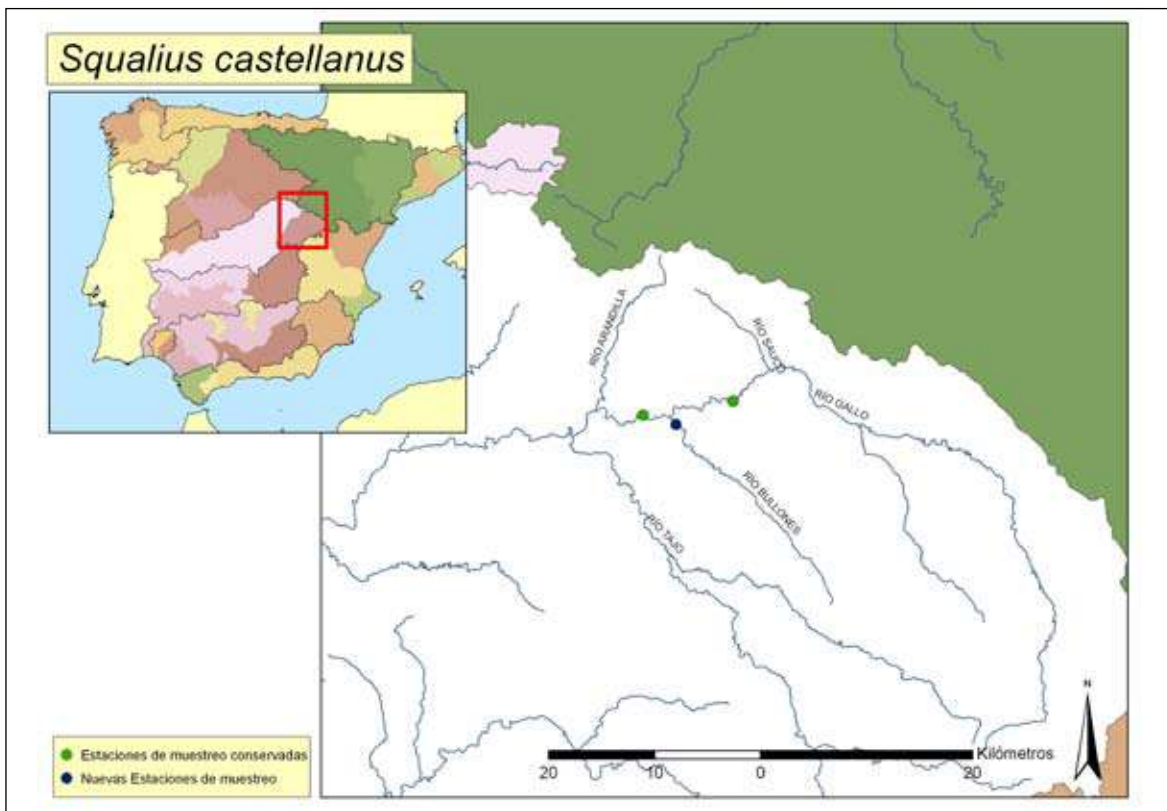 Squalius castellanus
RÍO ARANDILLA
RÍO SAUCO
RÍO GALLO
RÍO BULLONES
RÍO TAJO
N
Estaciones de muestreo conservadas
Nuevas Estaciones de muestreo
Kilómetros
20 10 0 20